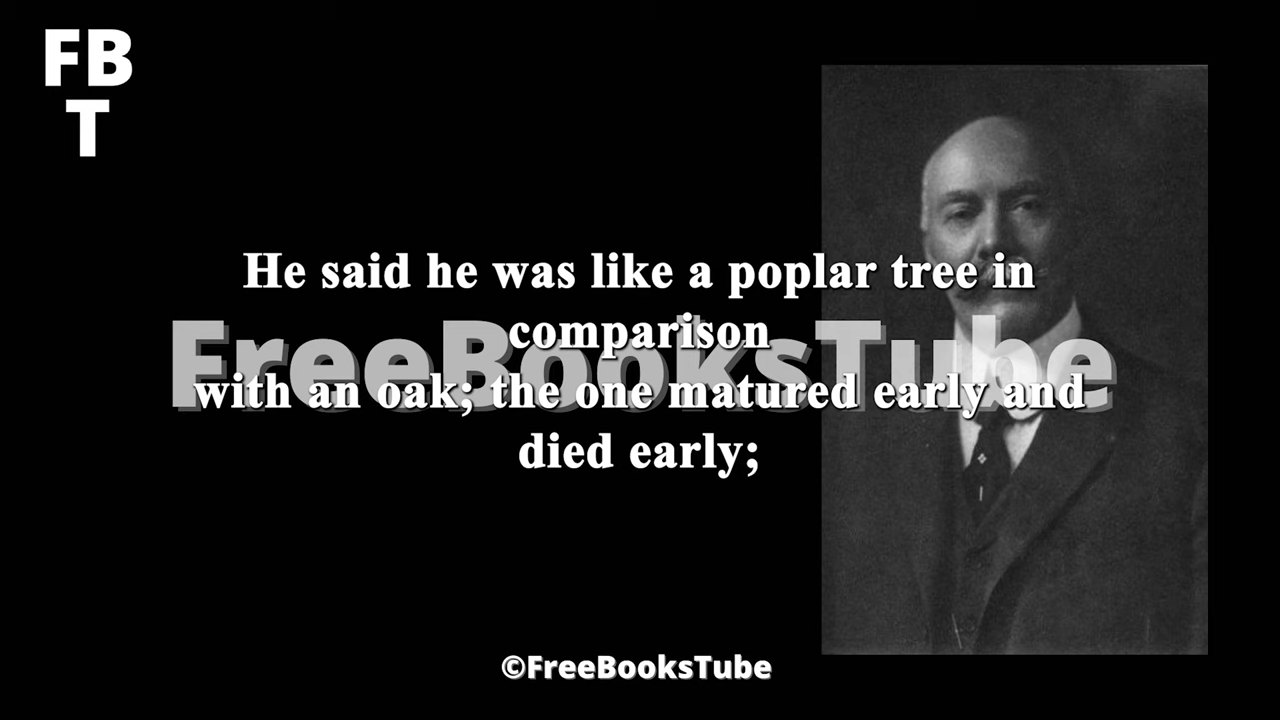 FB
T
He said he was like a poplar tree in
comparison
FreeBooksTube
with an oak; the one matured early and
died early;
©FreeBooksTube